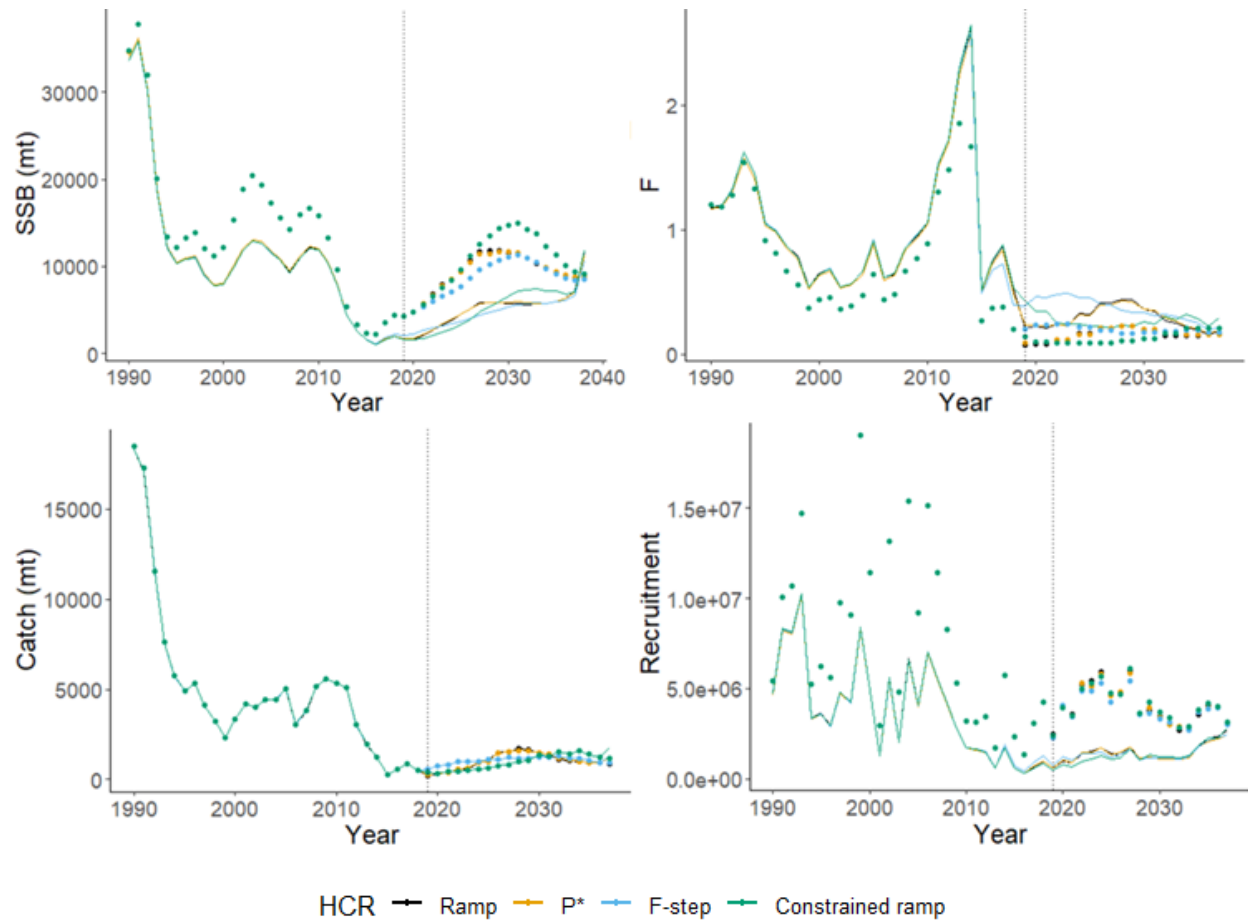 SSB (mt)
30000
20000
10000
0
1990
2000
2010
2020
2030
2040
Year
F
2
1
0
1990
2000
2010
2020
2030
Year
Catch (mt)
15000
10000
5000
0
1990
2000
2010
2020
2030
Year
Recruitment
1.5e+07
1.0e+07
5.0e+06
0.0e+00
1990
2000
2010
2020
2030
Year
HCR Ramp P* F-step Constrained ramp